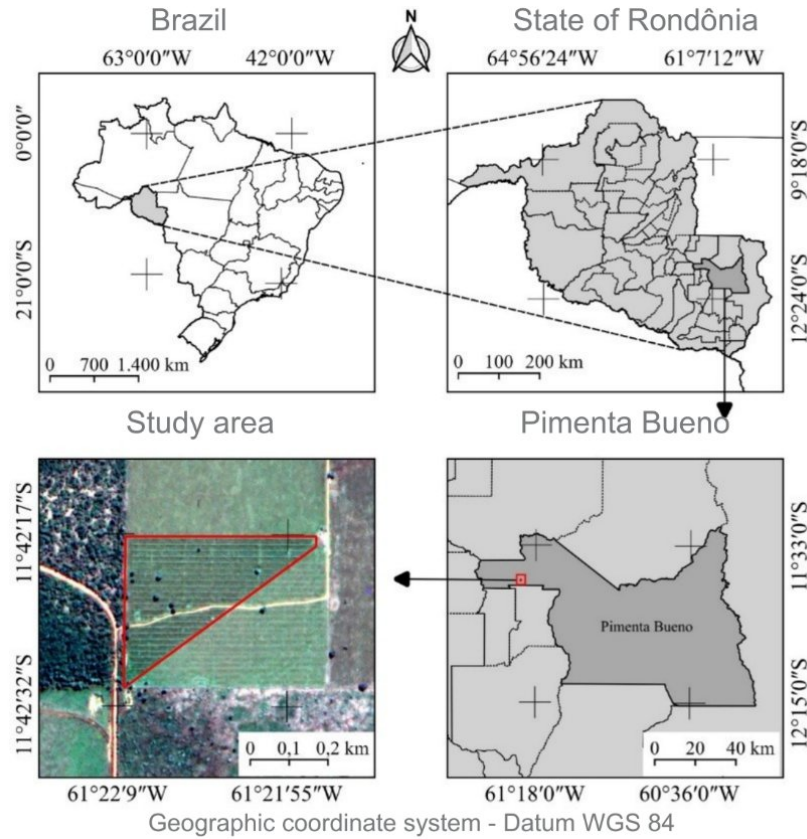 Brazil
N
State of Rondônia
63°0′0″W 42°0′0″W
64°56′24″W 61°7′12″W
0°0′0″
21°0′0″S
9°18′0″S
12°24′0″S
0 700 1.400 km
0 100 200 km
Study area
Pimenta Bueno
11°42′17″S
11°42′32″S
11°33′0″S
12°15′0″S
Pimenta Bueno
0 0,1 0,2 km
0 20 40 km
61°22′9″W 61°21′55″W
61°18′0″W 60°36′0″W
Geographic coordinate system - Datum WGS 84